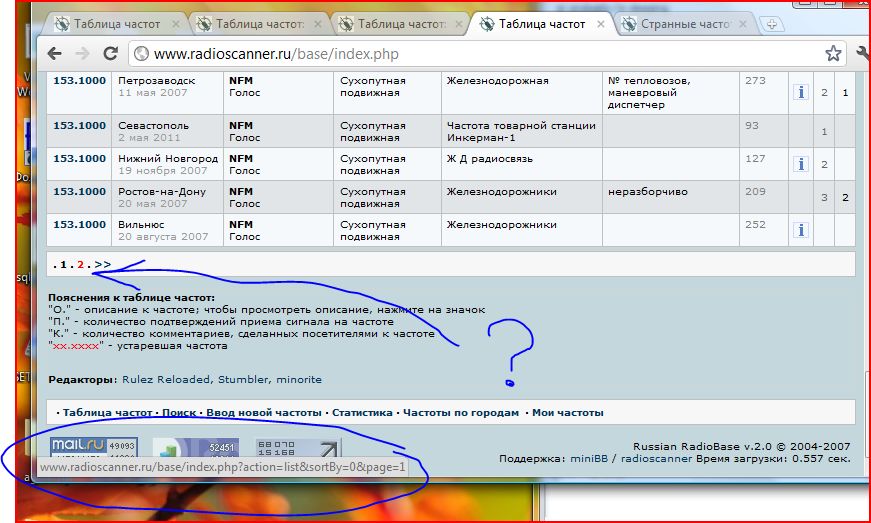 Таблица частот
Таблица частот:
Таблица частот:
Таблица частот
Странные часто
www.radioscanner.ru/base/index.php
153.1000 Петрозаводск NFM Сухопутная Железнодорожная № тепловозов, 273 i 2 1
11 мая 2007 Голос подвижная маневровый
диспетчер
153.1000 Севастополь NFM Сухопутная Частота товарной станции 93 1
2 мая 2011 Голос подвижная Инкерман-1
153.1000 Нижний Новгород NFM Сухопутная Ж Д радиосвязь 127 i 2
19 ноября 2007 Голос подвижная
153.1000 Ростов-на-Дону NFM Сухопутная Железнодорожники неразборчиво 209 3 2
20 мая 2007 Голос подвижная
153.1000 Вильнюс NFM Сухопутная Железнодорожники 252 i
20 августа 2007 Голос подвижная
. 1 . 2 . >>
?
Пояснения к таблице частот:
"О." - описание к частоте; чтобы просмотреть описание, нажмите на значок
"П." - количество подтверждений приема сигнала на частоте
"К." - количество комментариев, сделанных посетителями к частоте
"xx.xxxx" - устаревшая частота
Редакторы: Rulez Reloaded, Stumbler, minorite
· Таблица частот · Поиск · Ввод новой частоты · Статистика · Частоты по городам · Мои частоты
mail.ru 49093 52451 68070
15168
Russian RadioBase v.2.0 © 2004-2007
Поддержка: miniBB / radioscanner Время загрузки: 0.557 сек.
www.radioscanner.ru/base/index.php?action=list&sortBy=0&page=1